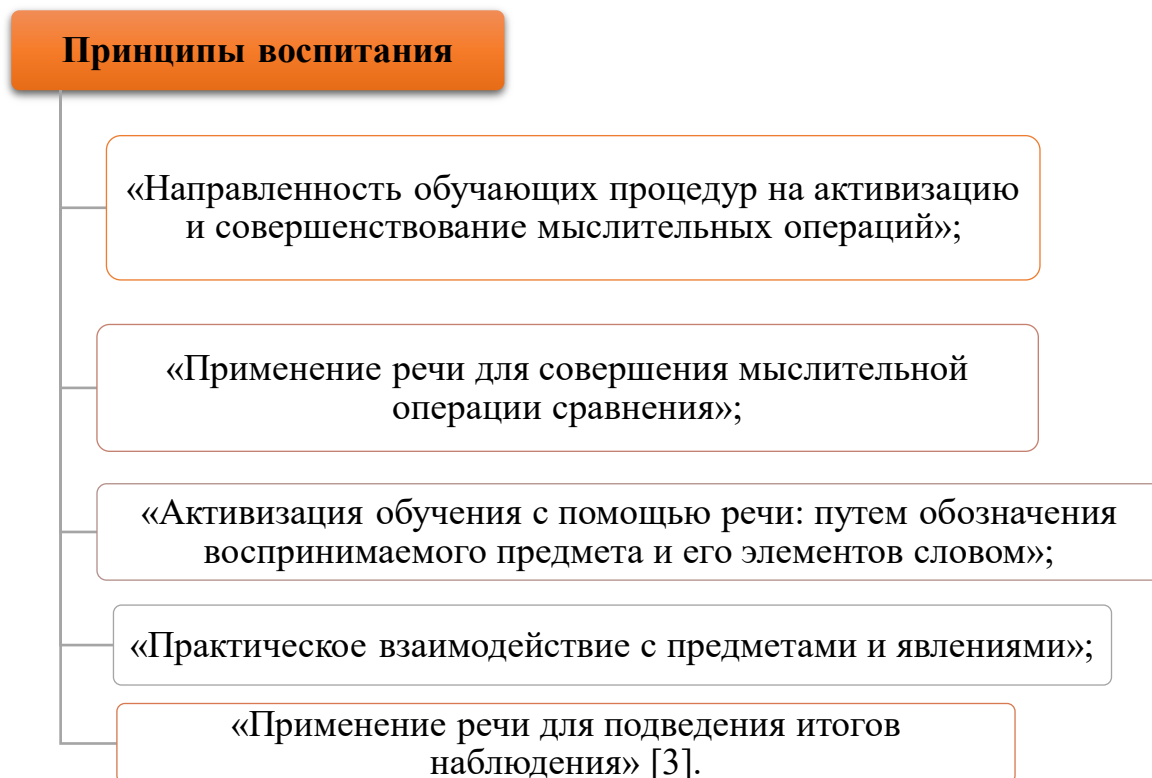 Принципы воспитания
«Направленность обучающих процедур на активизацию
и совершенствование мыслительных операций»;
«Применение речи для совершения мыслительной
операции сравнения»;
«Активизация обучения с помощью речи: путем обозначения
воспринимаемого предмета и его элементов словом»;
«Практическое взаимодействие с предметами и явлениями»;
«Применение речи для подведения итогов
наблюдения» [3].